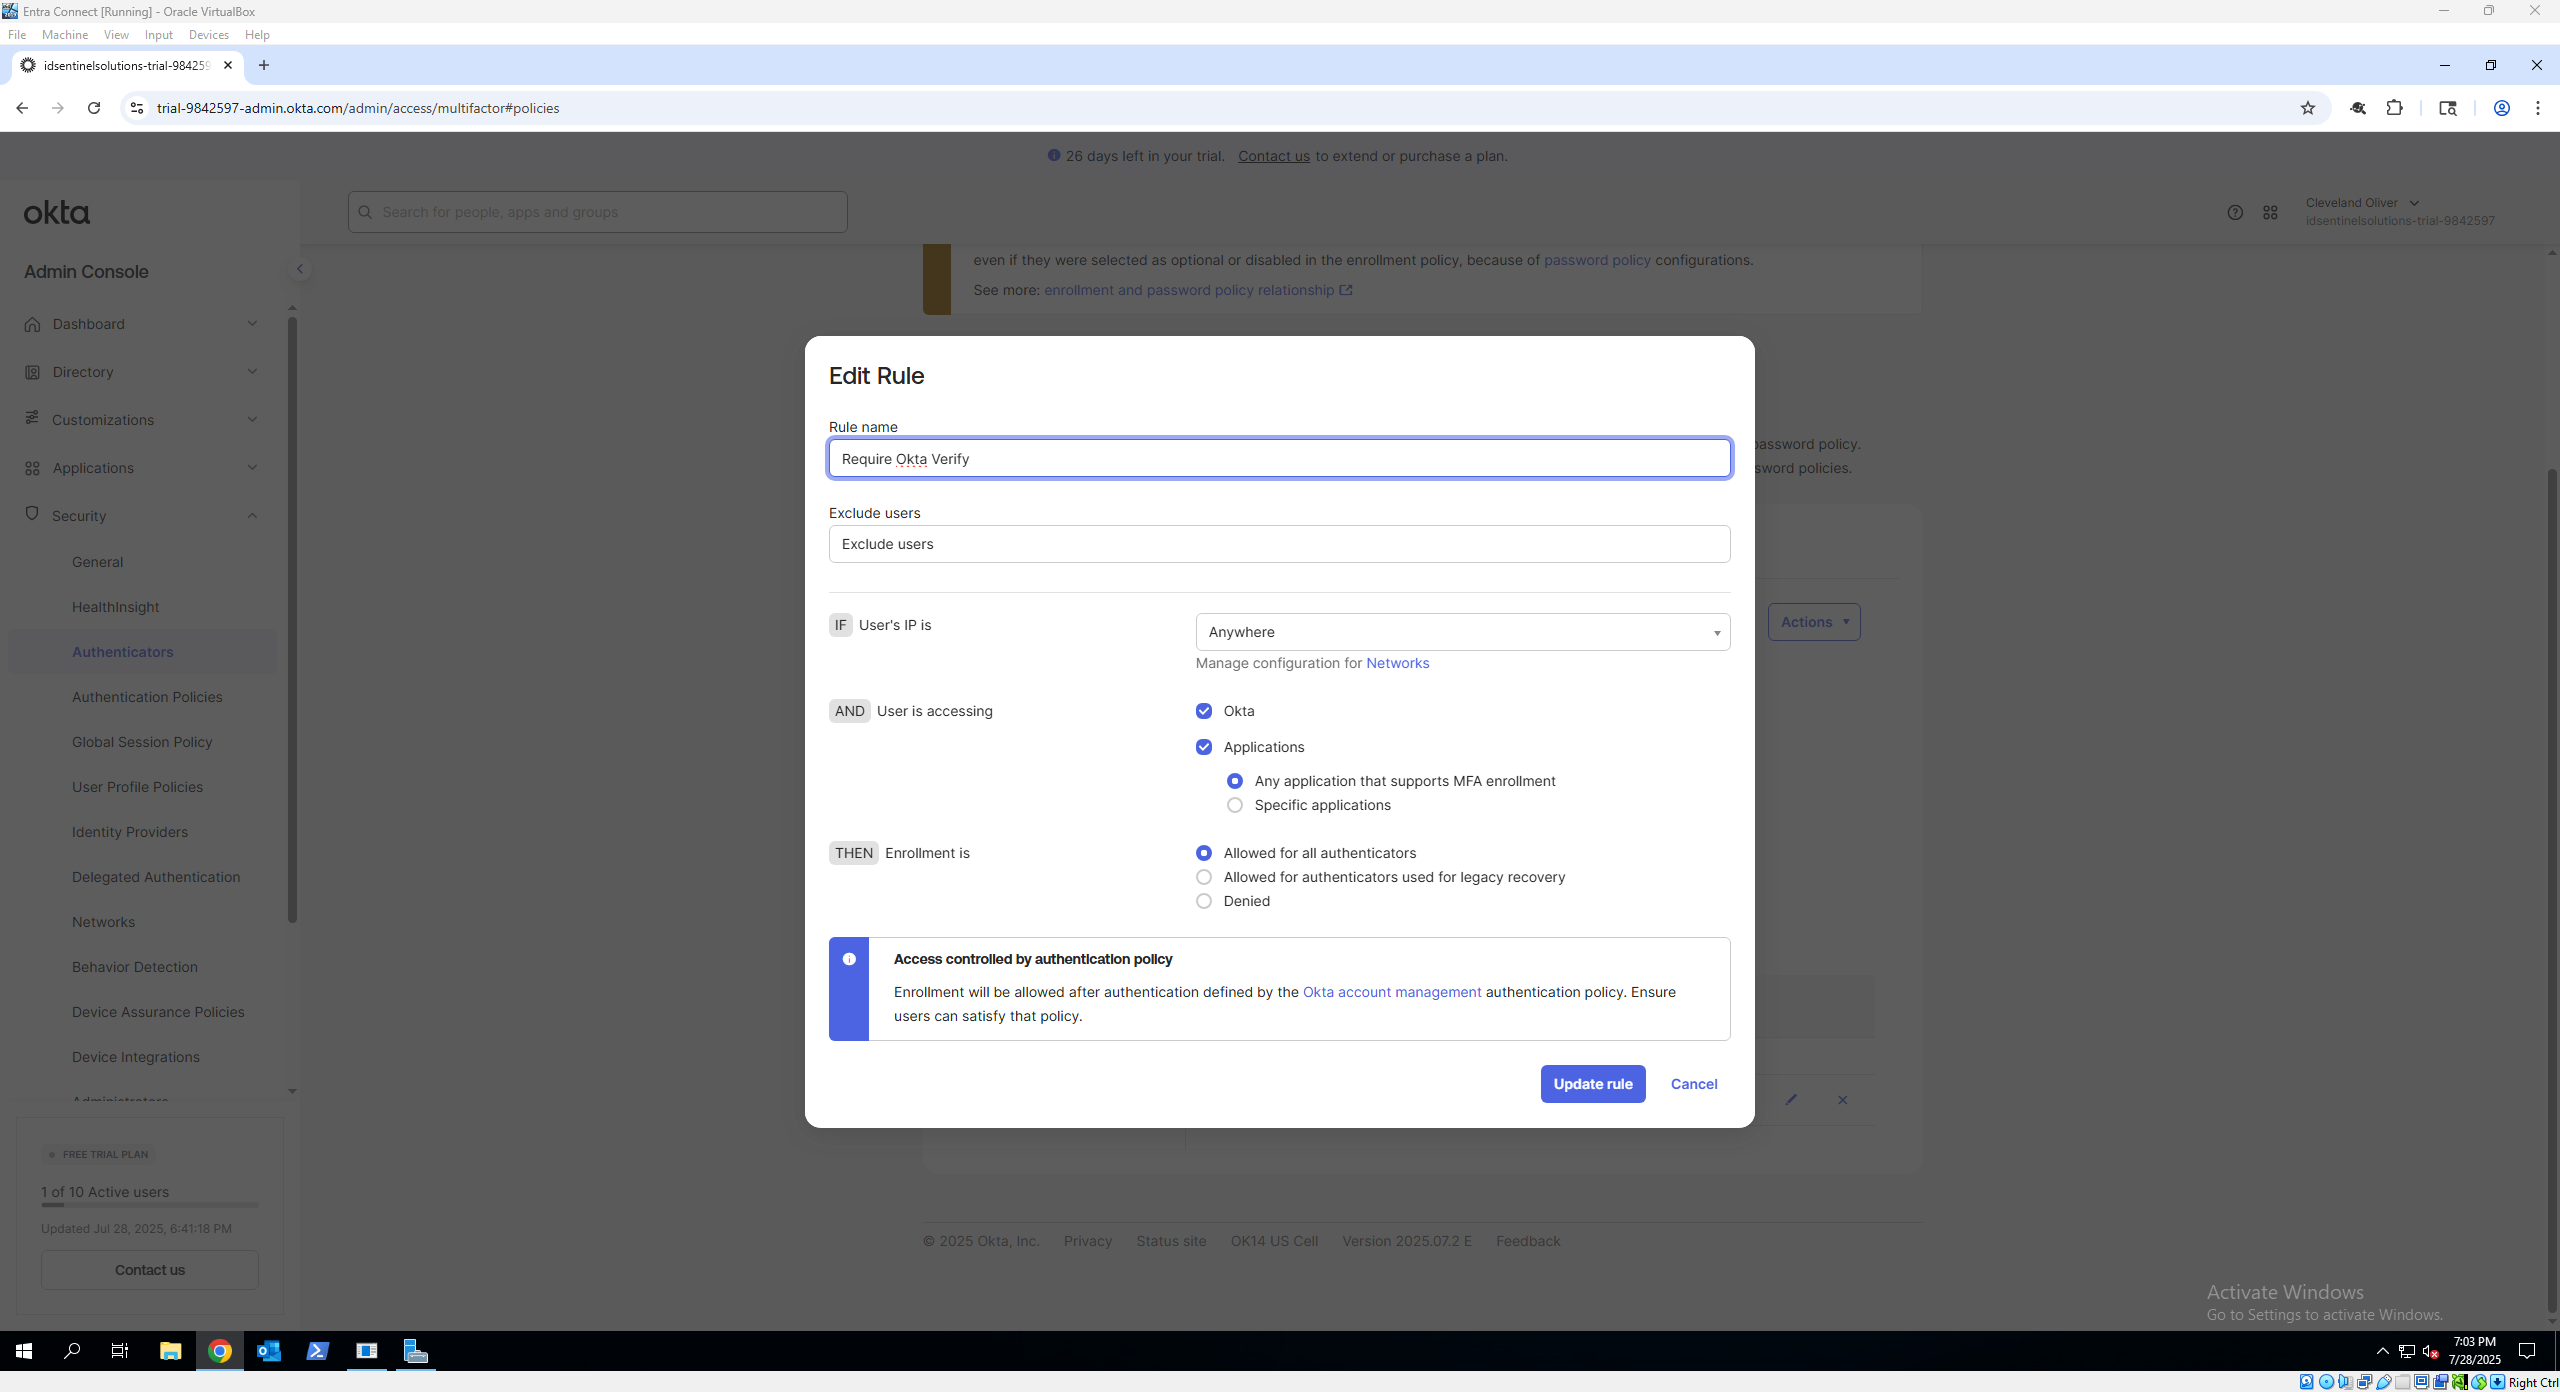 Entra Connect [Running] - Oracle VirtualBox
File Machine View Input Devices Help
idsentinelsolutions-trial-984259
trial-9842597-admin.okta.com/admin/access/multifactor#policies
26 days left in your trial. Contact us to extend or purchase a plan.
okta
Search for people, apps and groups
Cleveland Oliver
idsentinelsolutions-trial-9842597
Admin Console
Dashboard
Directory
Customizations
Applications
Security
General
HealthInsight
Authenticators
Authentication Policies
Global Session Policy
User Profile Policies
Identity Providers
Delegated Authentication
Networks
Behavior Detection
Device Assurance Policies
Device Integrations
Administrators
FREE TRIAL PLAN
1 of 10 Active users
Updated Jul 28, 2025, 6:41:18 PM
Contact us
even if they were selected as optional or disabled in the enrollment policy, because of password policy configurations.
See more: enrollment and password policy relationship
password policy.
sword policies.
Actions
Edit Rule
Rule name
Require Okta Verify
Exclude users
Exclude users
IF User's IP is
Anywhere
Manage configuration for Networks
AND User is accessing
Okta
Applications
Any application that supports MFA enrollment
Specific applications
THEN Enrollment is
Allowed for all authenticators
Allowed for authenticators used for legacy recovery
Denied
Access controlled by authentication policy
Enrollment will be allowed after authentication defined by the Okta account management authentication policy. Ensure
users can satisfy that policy.
Update rule Cancel
© 2025 Okta, Inc. Privacy Status site OK14 US Cell Version 2025.07.2 E Feedback
Activate Windows
Go to Settings to activate Windows.
7:03 PM
7/28/2025
Right Ctrl